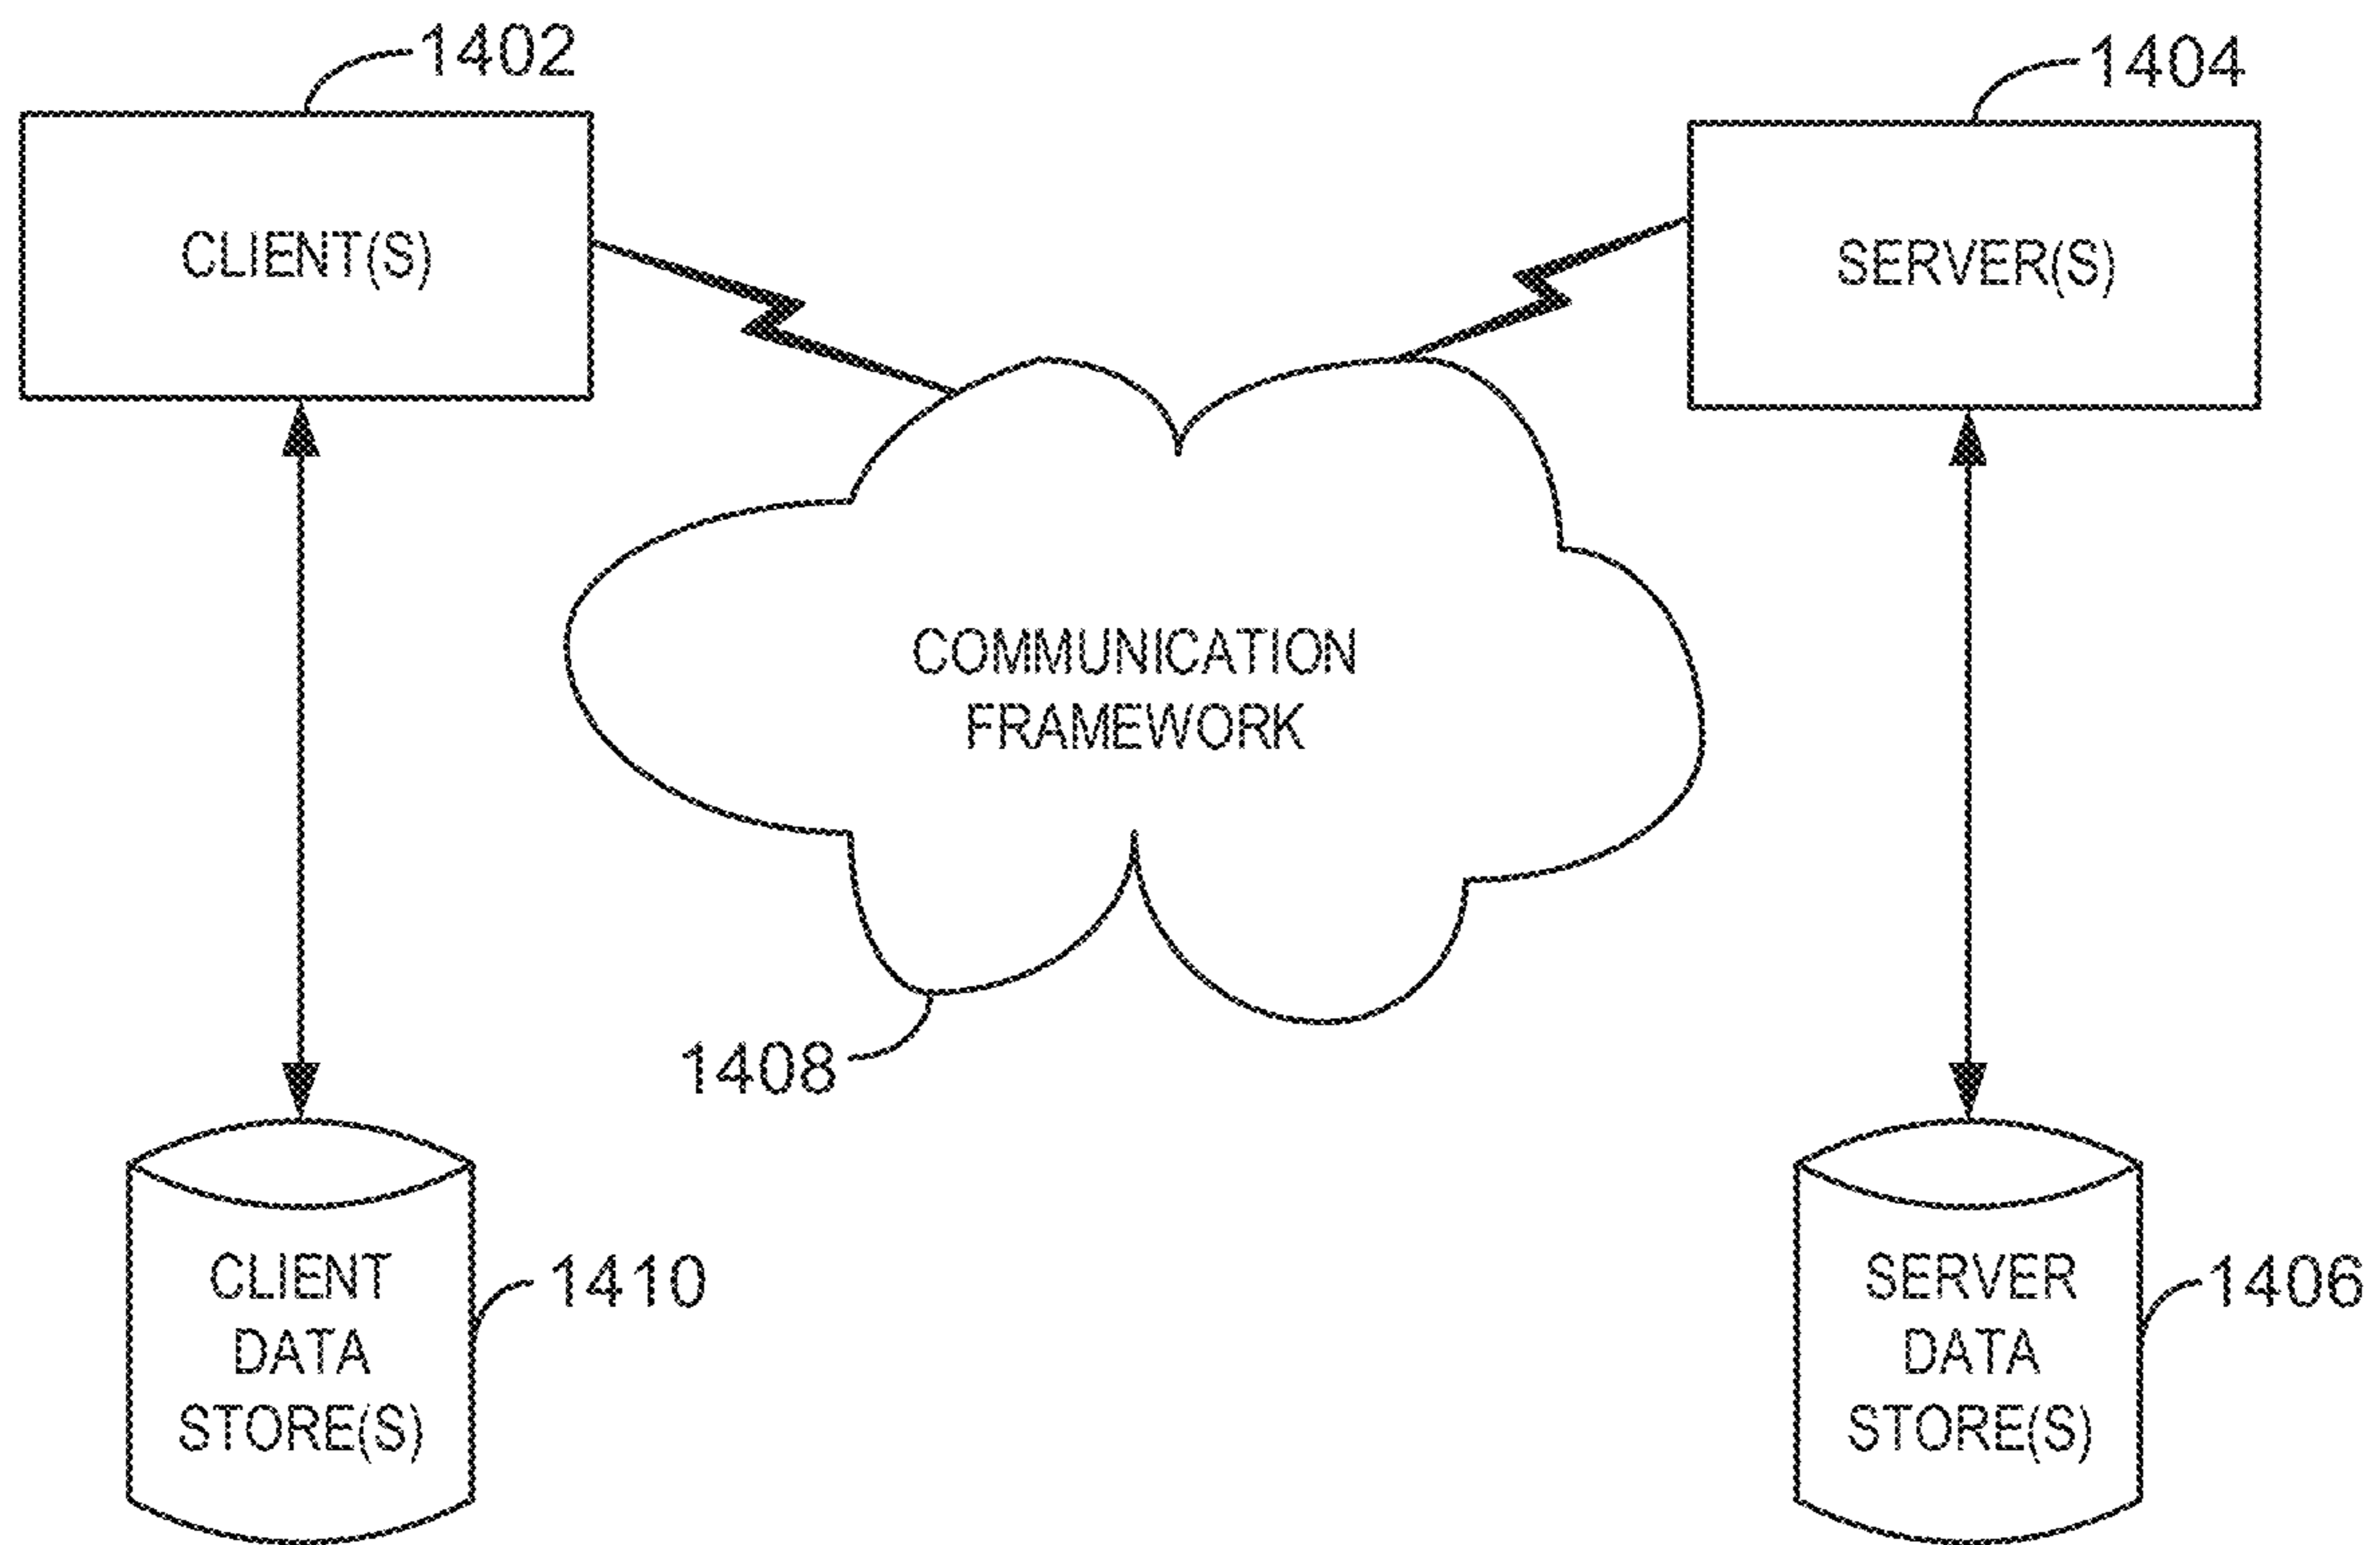 1402
1404
CLIENT(S)
SERVER(S)
COMMUNICATION
FRAMEWORK
1408
CLIENT
DATA
STORE(S)
1410
SERVER
DATA
STORE(S)
1406